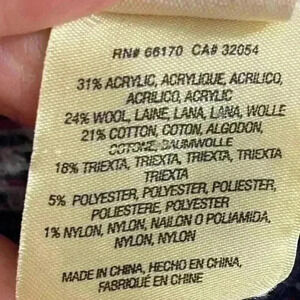 RN# 66170 CA# 32054
31% ACRYLIC, ACRYLIQUE, ACRILICO,
ACRILICO, ACRYLIC
24% WOOL, LAINE, LANA, LANA, WOLLE
21% COTTON, COTON, ALGODON,
COTONE, BAUMWOLLE
18% TRIEXTA, TRIEXTA, TRIEXTA, TRIEXTA,
TRIEXTA
5% POLYESTER, POLYESTER, POLIESTER,
POLIESTERE, POLYESTER
1% NYLON, NYLON, NAILON O POLIAMIDA,
NYLON, NYLON
MADE IN CHINA, HECHO EN CHINA,
FABRIQUÉ EN CHINE